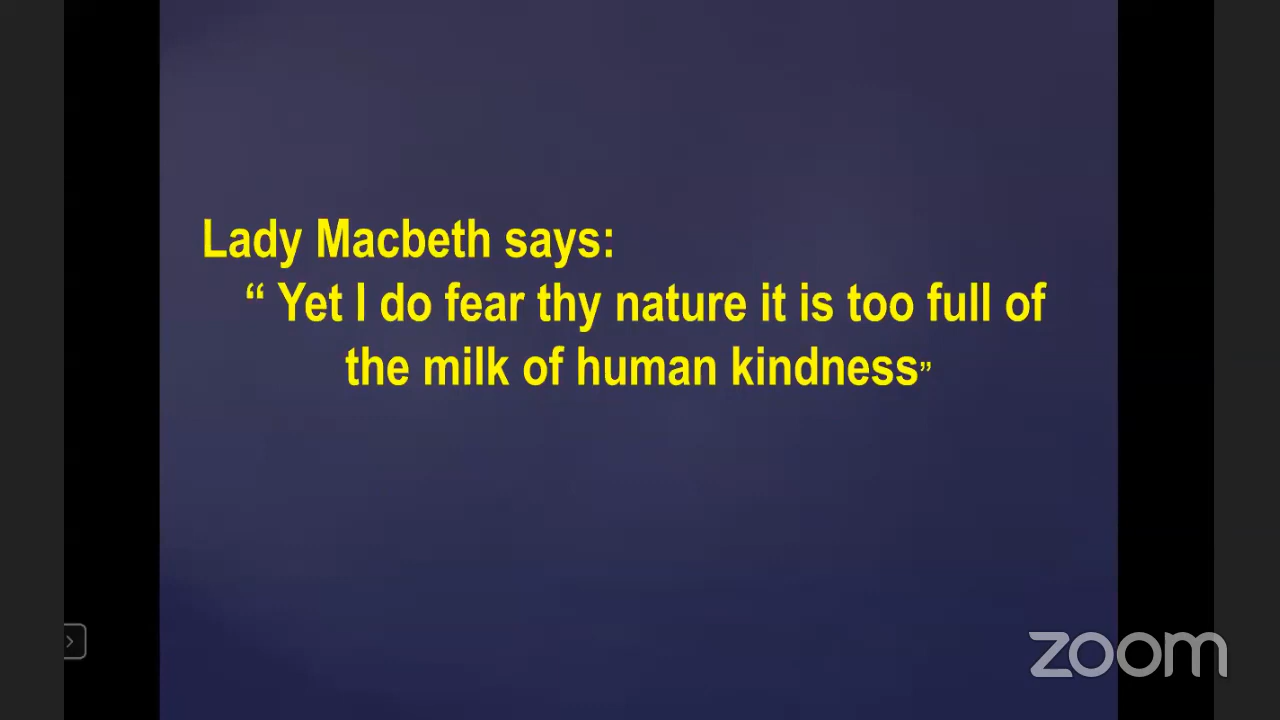 Lady Macbeth says:
“ Yet I do fear thy nature it is too full of
the milk of human kindness”
zoom